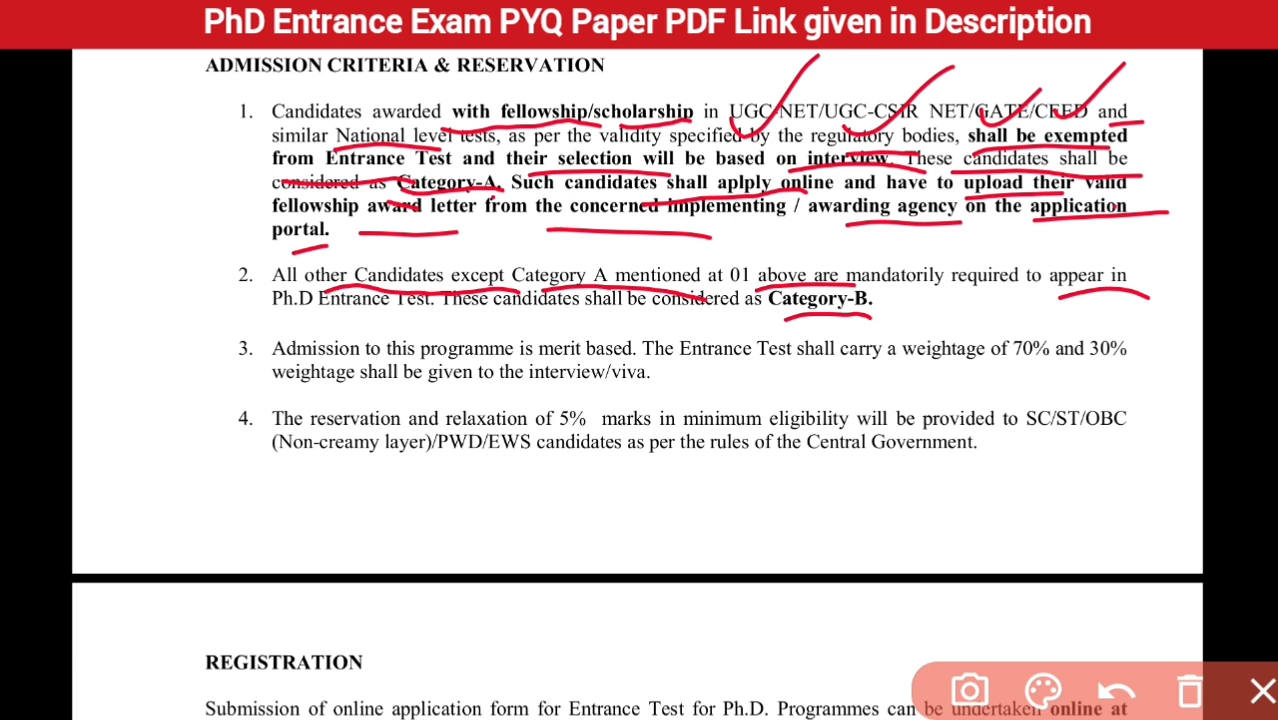 PhD Entrance Exam PYQ Paper PDF Link given in Description
ADMISSION CRITERIA & RESERVATION
1. Candidates awarded with fellowship/scholarship in UGC NET/UGC-CSIR NET/GATE/CEED and
similar National level tests, as per the validity specified by the regulatory bodies, shall be exempted
from Entrance Test and their selection will be based on interview. These candidates shall be
considered as Category-A. Such candidates shall aplply online and have to upload their valid
fellowship award letter from the concerned implementing / awarding agency on the application
portal.
2. All other Candidates except Category A mentioned at 01 above are mandatorily required to appear in
Ph.D Entrance Test. These candidates shall be considered as Category-B.
3. Admission to this programme is merit based. The Entrance Test shall carry a weightage of 70% and 30%
weightage shall be given to the interview/viva.
4. The reservation and relaxation of 5% marks in minimum eligibility will be provided to SC/ST/OBC
(Non-creamy layer)/PWD/EWS candidates as per the rules of the Central Government.
REGISTRATION
Submission of online application form for Entrance Test for Ph.D. Programmes can be undertaken online at